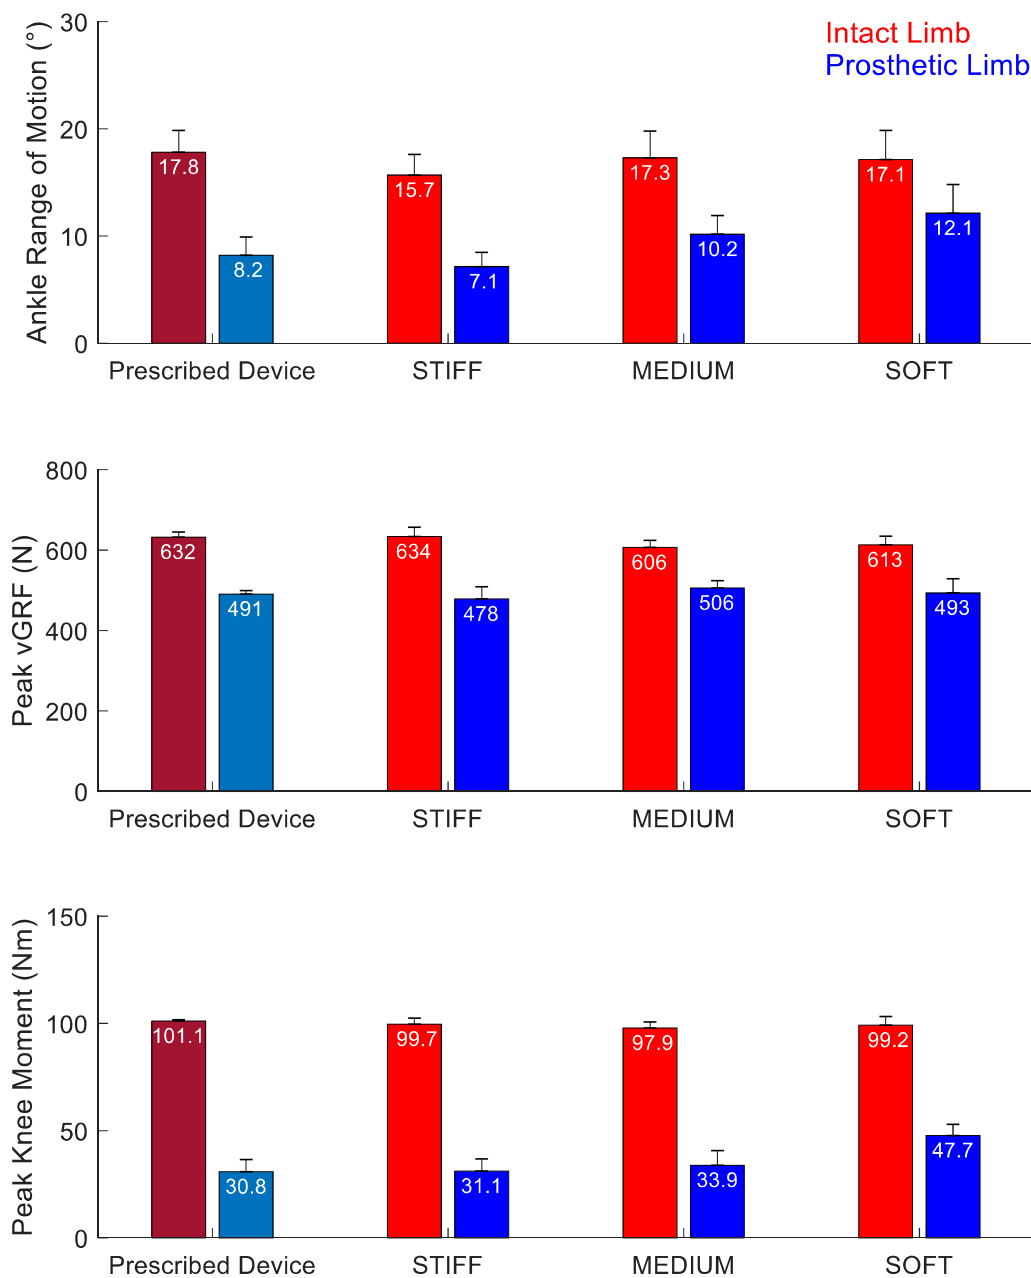 Intact Limb
Prosthetic Limb
Ankle Range of Motion (°)
30
20
10
0
17.8
8.2
15.7
7.1
17.3
10.2
17.1
12.1
Prescribed Device
STIFF
MEDIUM
SOFT
Peak vGRF (N)
800
600
400
200
0
632
491
634
478
606
506
613
493
Prescribed Device
STIFF
MEDIUM
SOFT
Peak Knee Moment (Nm)
150
100
50
0
101.1
30.8
99.7
31.1
97.9
33.9
99.2
47.7
Prescribed Device
STIFF
MEDIUM
SOFT